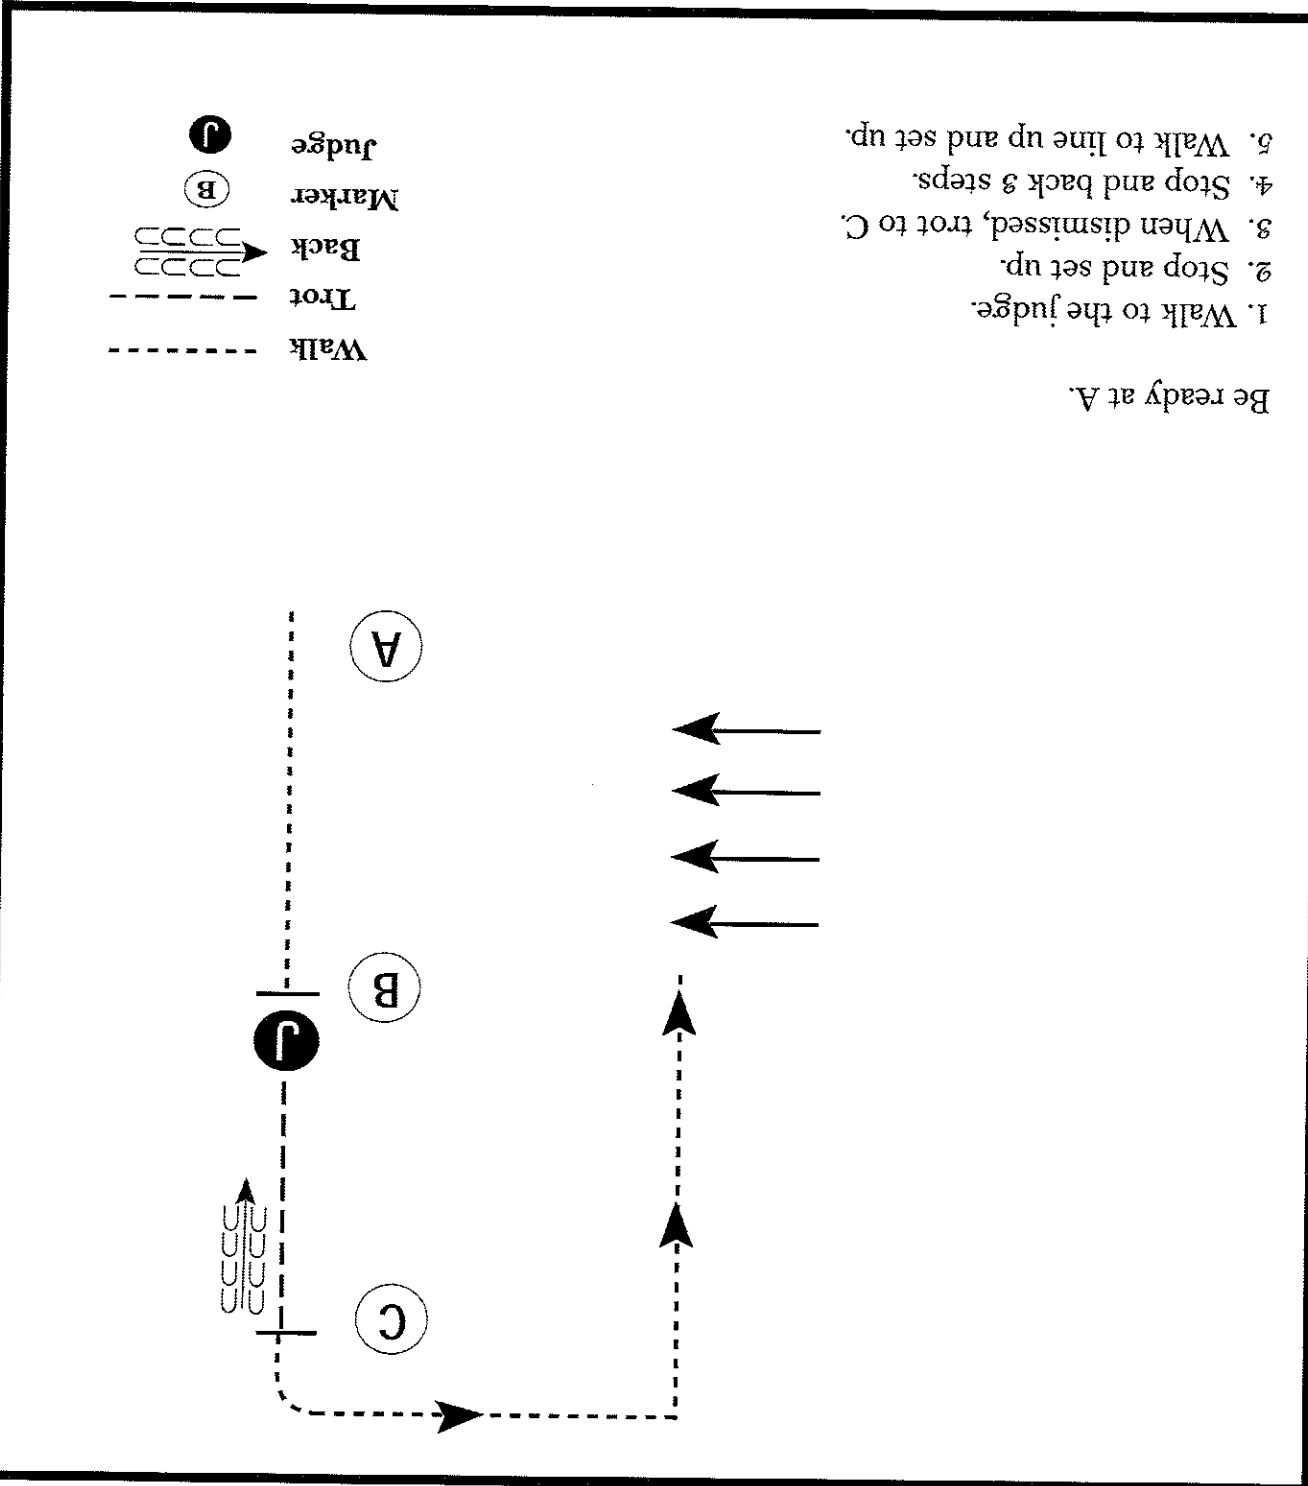 C
J
B
A
Be ready at A.
1. Walk to the judge.
2. Stop and set up.
3. When dismissed, trot to C.
4. Stop and back 3 steps.
5. Walk to line up and set up.
Walk
Trot
Back
Marker B
Judge J